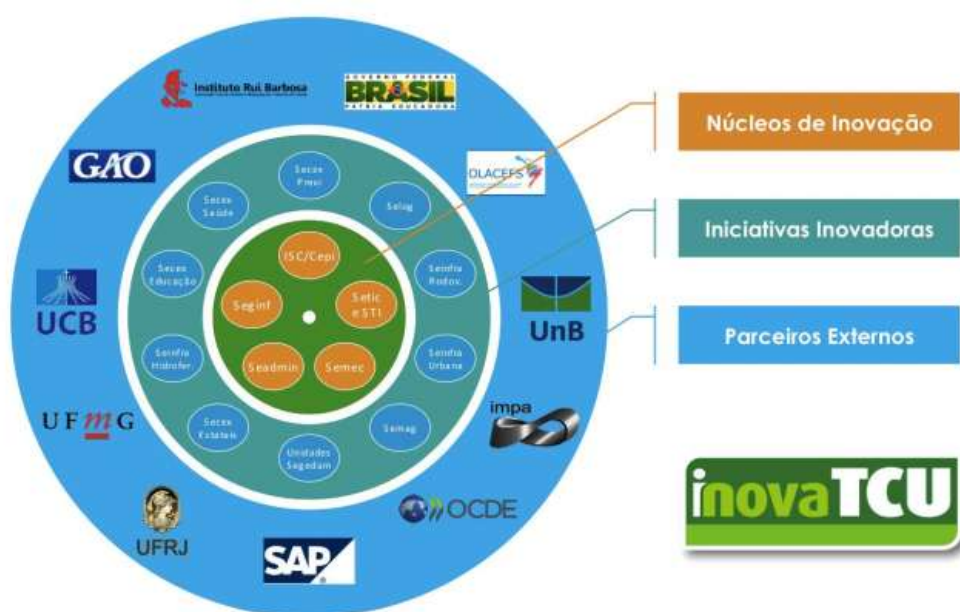 Instituto Rui Barbosa
GOVERNO FEDERAL
BRASIL
PÁTRIA EDUCADORA
GAO
OLACEFS
UCB
UnB
UFmG
impa
UFRJ
OCDE
SAP
Secex
Previ
Selog
Secex
Saúde
Secex
Educação
Seinfra
Rodov.
Seinfra
Hidrofer.
Seinfra
Urbana
Secex
Estatais
Semag
Unidades
Segedam
ISC/Cepi
Seginf
Setic
e STI
Seadmin
Semec
Núcleos de Inovação
Iniciativas Inovadoras
Parceiros Externos
inovaTCU